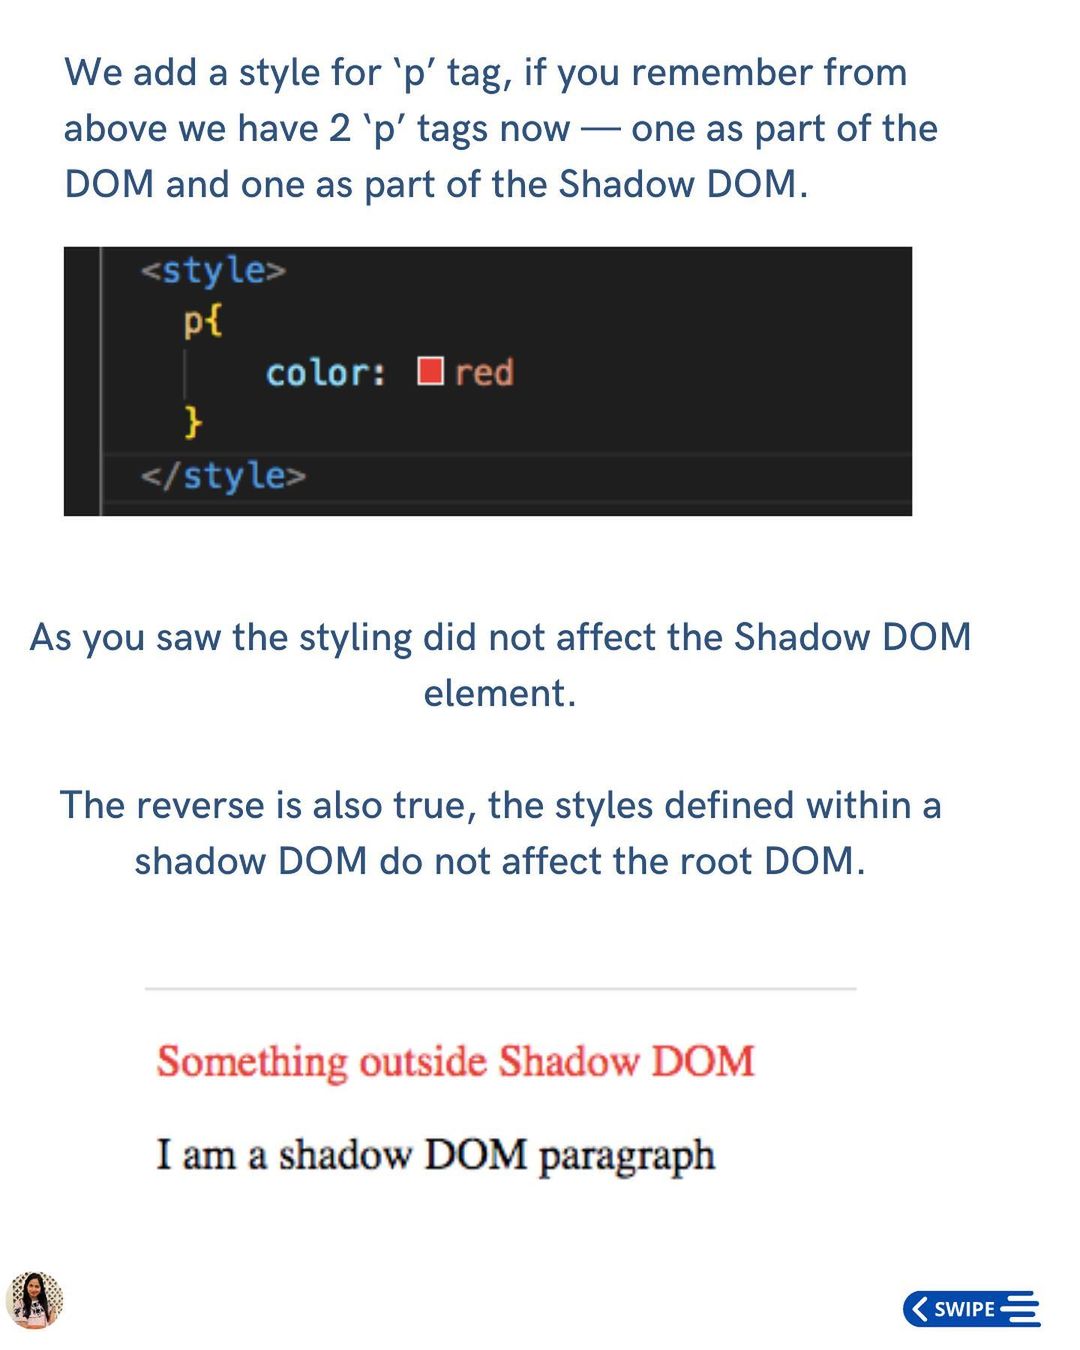 We add a style for ‘p’ tag, if you remember from
above we have 2 ‘p’ tags now — one as part of the
DOM and one as part of the Shadow DOM.
<style>
p{
color: red
}
</style>
As you saw the styling did not affect the Shadow DOM
element.
The reverse is also true, the styles defined within a
shadow DOM do not affect the root DOM.
Something outside Shadow DOM
I am a shadow DOM paragraph
SWIPE